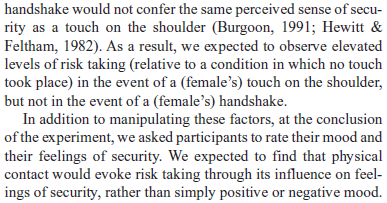 handshake would not confer the same perceived sense of secu-
rity as a touch on the shoulder (Burgoon, 1991; Hewitt &
Feltham, 1982). As a result, we expected to observe elevated
levels of risk taking (relative to a condition in which no touch
took place) in the event of a (female's) touch on the shoulder,
but not in the event of a (female's) handshake.
In addition to manipulating these factors, at the conclusion
of the experiment, we asked participants to rate their mood and
their feelings of security. We expected to find that physical
contact would evoke risk taking through its influence on feel-
ings of security, rather than simply positive or negative mood.